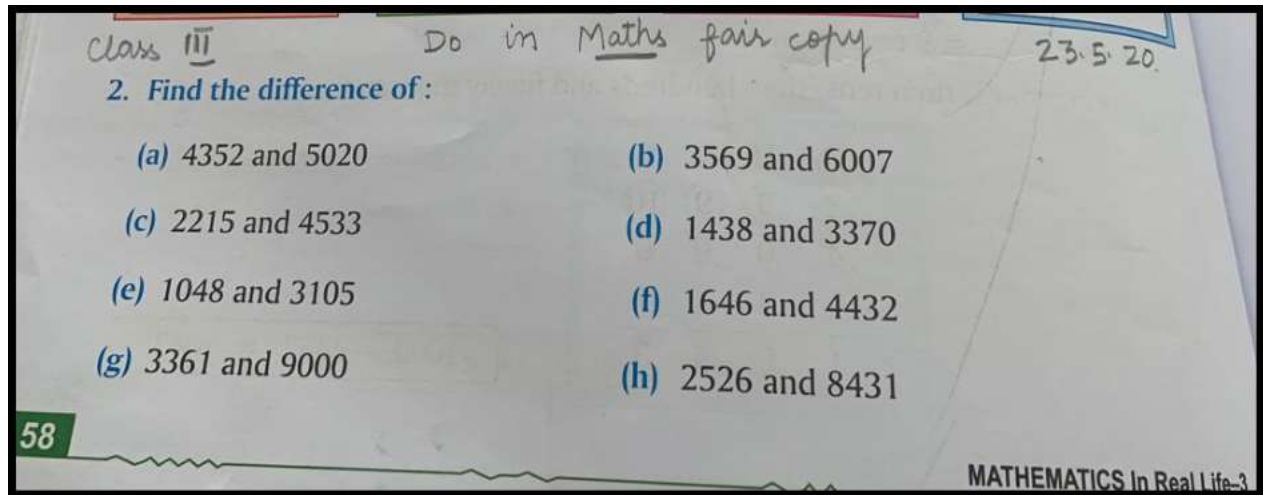 Class III Do in Maths fair copy 23.5.20.
2. Find the difference of :
(a) 4352 and 5020 (b) 3569 and 6007
(c) 2215 and 4533 (d) 1438 and 3370
(e) 1048 and 3105 (f) 1646 and 4432
(g) 3361 and 9000 (h) 2526 and 8431
58
MATHEMATICS In Real Life–3